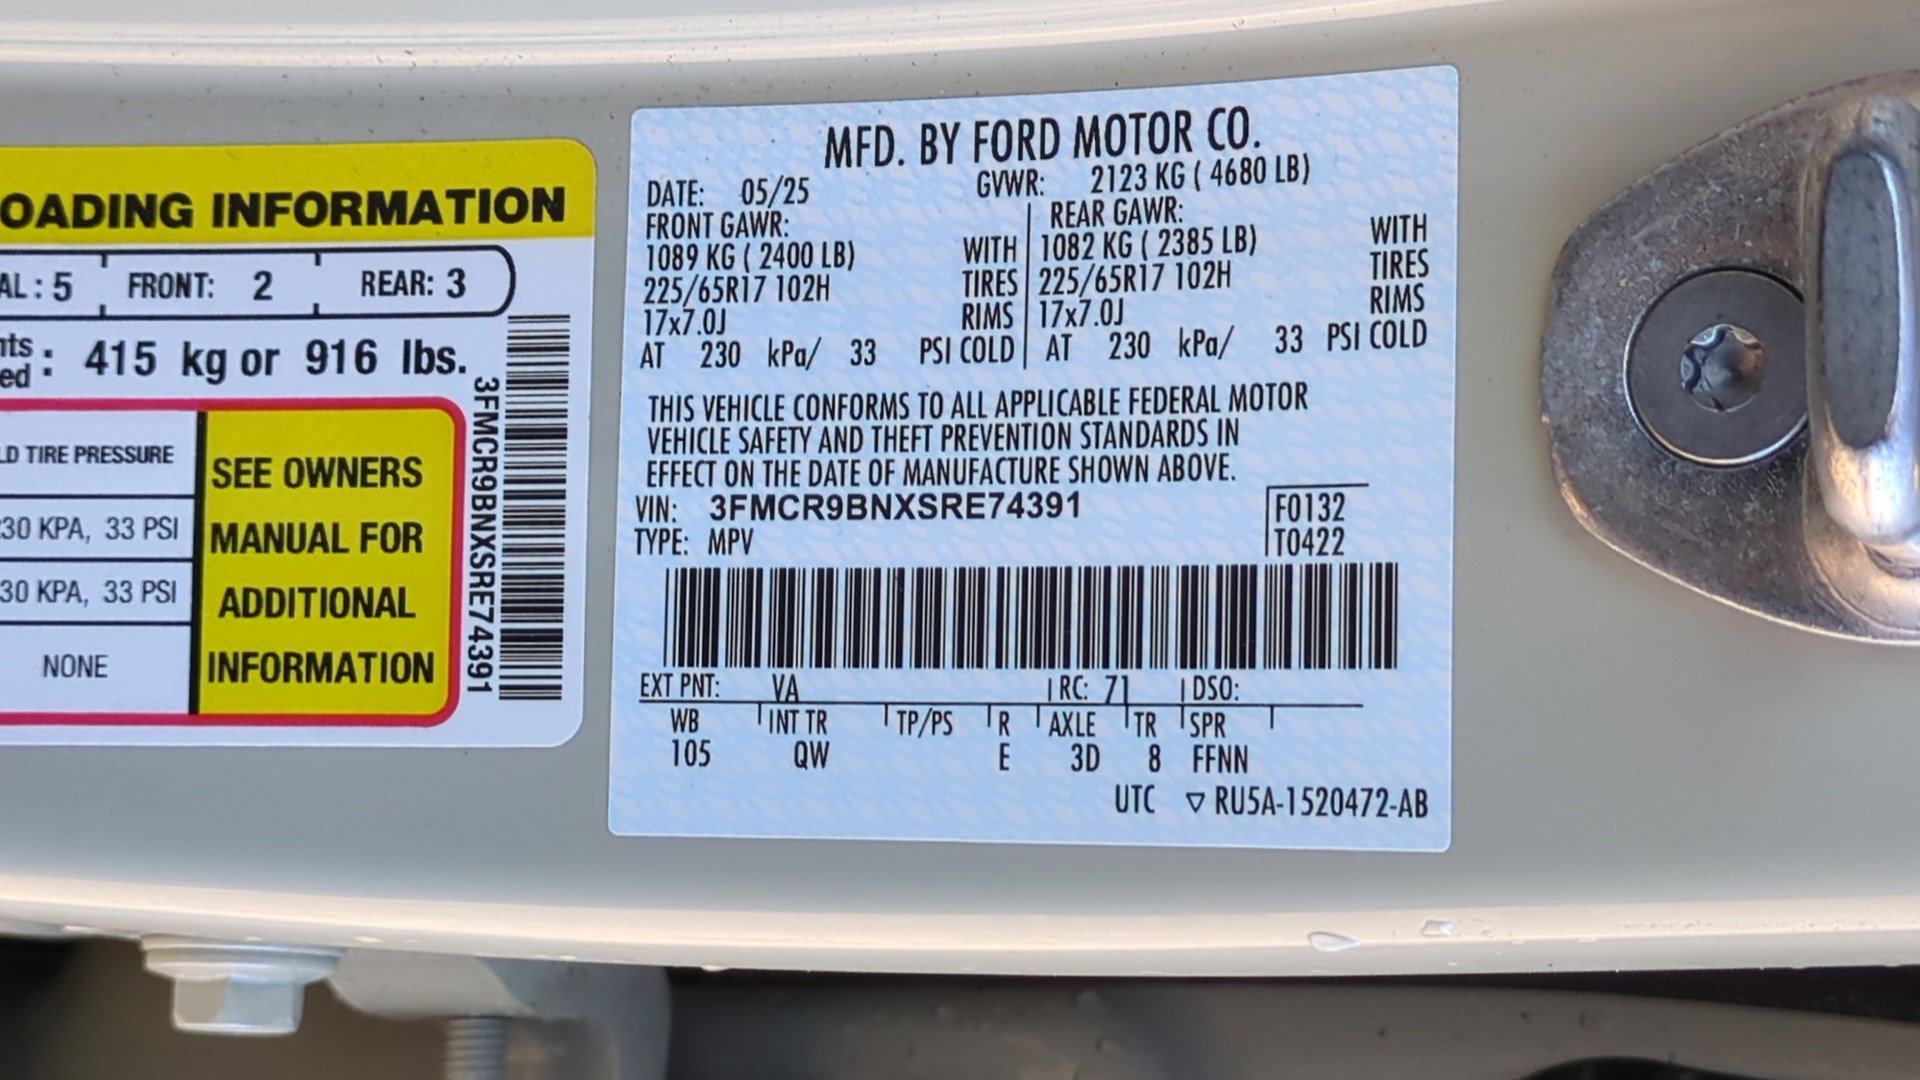 OADING INFORMATION
AL: 5 FRONT: 2 REAR: 3
nts
ed : 415 kg or 916 lbs.
LD TIRE PRESSURE
30 KPA, 33 PSI
30 KPA, 33 PSI
NONE
SEE OWNERS
MANUAL FOR
ADDITIONAL
INFORMATION
3FMCR9BNXSRE74391
MFD. BY FORD MOTOR CO.
DATE: 05/25 GVWR: 2123 KG ( 4680 LB)
FRONT GAWR: REAR GAWR:
1089 KG ( 2400 LB) WITH 1082 KG ( 2385 LB) WITH
225/65R17 102H TIRES 225/65R17 102H TIRES
17x7.0J RIMS 17x7.0J RIMS
AT 230 kPa/ 33 PSI COLD AT 230 kPa/ 33 PSI COLD
THIS VEHICLE CONFORMS TO ALL APPLICABLE FEDERAL MOTOR
VEHICLE SAFETY AND THEFT PREVENTION STANDARDS IN
EFFECT ON THE DATE OF MANUFACTURE SHOWN ABOVE.
VIN: 3FMCR9BNXSRE74391 F0132
TYPE: MPV T0422
EXT PNT: VA RC: 71 DSO:
WB INT TR TP/PS R AXLE TR SPR
105 QW E 3D 8 FFNN
UTC ▽ RU5A-1520472-AB